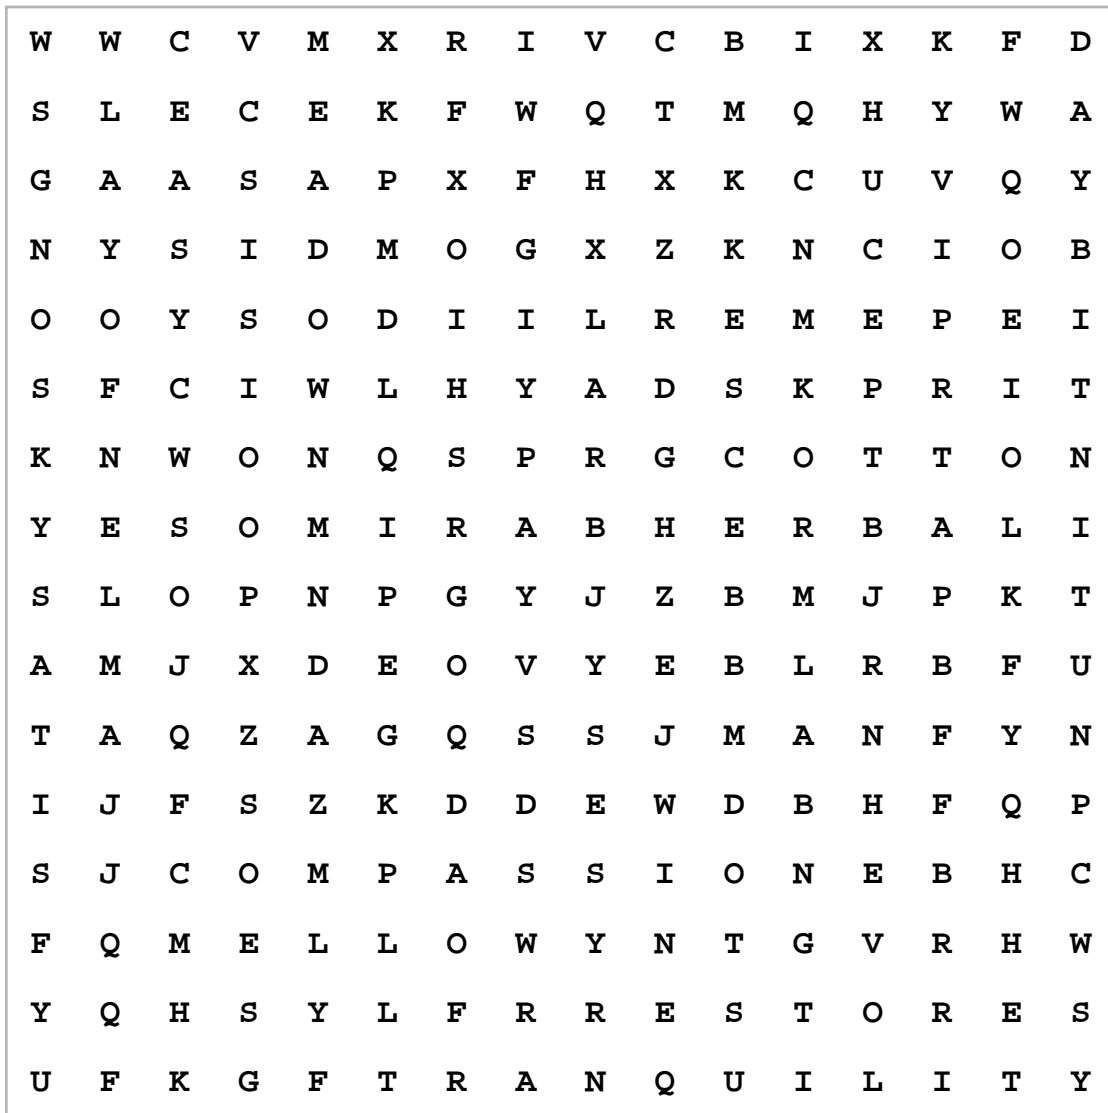 W W C V M X R I V C B I X K F D
S L E C E K F W Q T M Q H Y W A
G A A S A P X F H X K C U V Q Y
N Y S I D M O G X Z K N C I O B
O O Y S O D I I L R E M E P E I
S F C I W L H Y A D S K P R I T
K N W O N Q S P R G C O T T O N
Y E S O M I R A B H E R B A L I
S L O P N P G Y J Z B M J P K T
A M J X D E O V Y E B L R B F U
T A Q Z A G Q S S J M A N F Y N
I J F S Z K D D E W D B H F Q P
S J C O M P A S S I O N E B H C
F Q M E L L O W Y N T G V R H W
Y Q H S Y L F R R E S T O R E S
U F K G F T R A N Q U I L I T Y